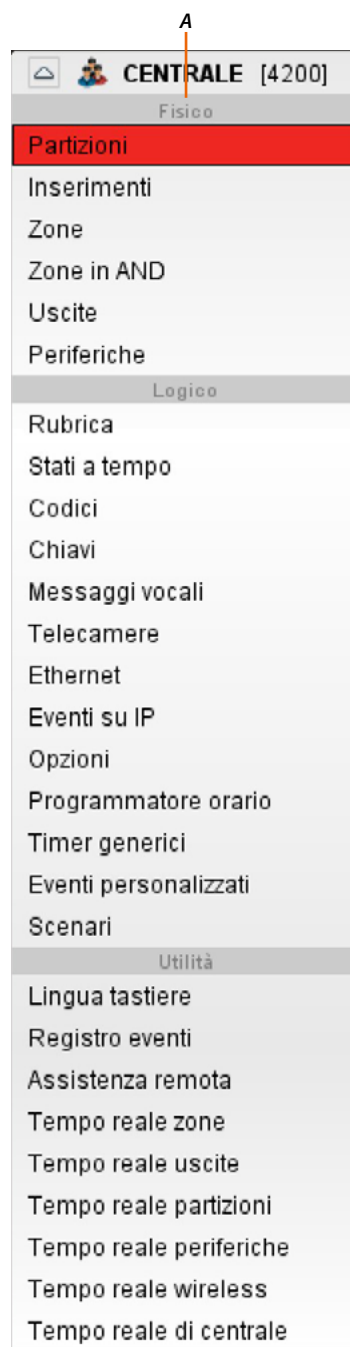 A
CENTRALE [4200]
Fisico
Partizioni
Inserimenti
Zone
Zone in AND
Uscite
Periferiche
Logico
Rubrica
Stati a tempo
Codici
Chiavi
Messaggi vocali
Telecamere
Ethernet
Eventi su IP
Opzioni
Programmatore orario
Timer generici
Eventi personalizzati
Scenari
Utilità
Lingua tastiere
Registro eventi
Assistenza remota
Tempo reale zone
Tempo reale uscite
Tempo reale partizioni
Tempo reale periferiche
Tempo reale wireless
Tempo reale di centrale